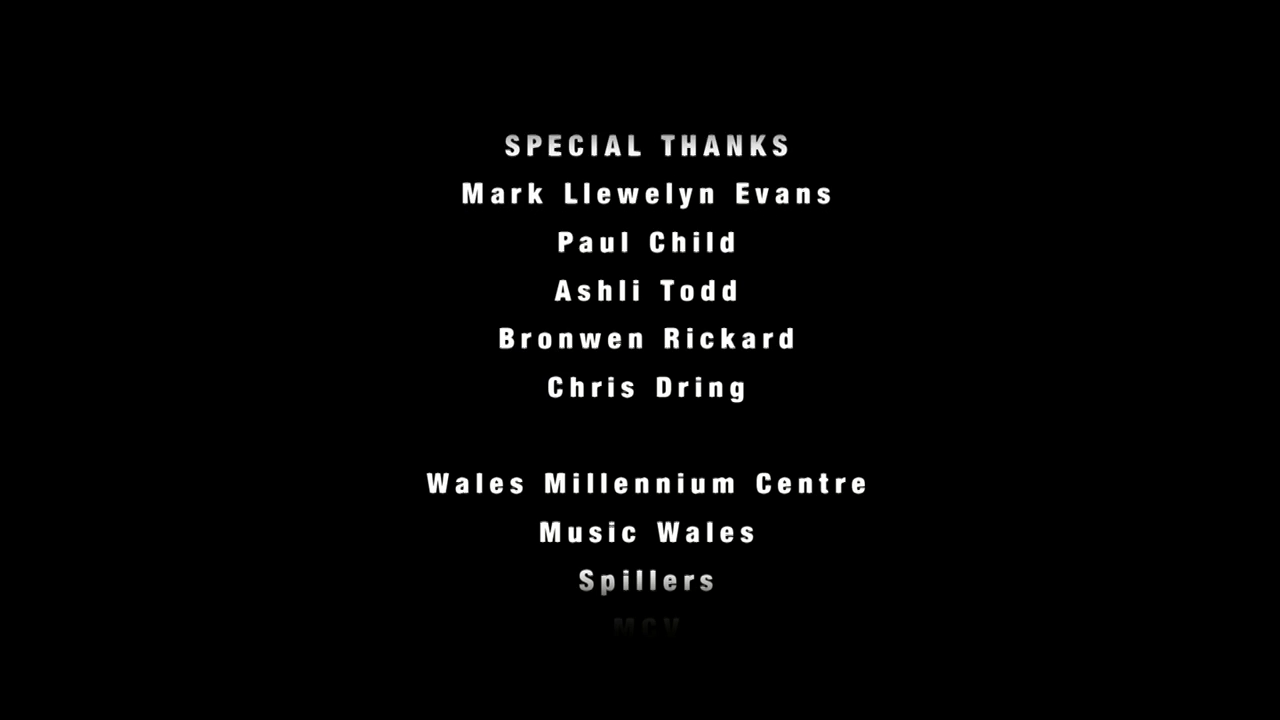 SPECIAL THANKS
Mark Llewelyn Evans
Paul Child
Ashli Todd
Bronwen Rickard
Chris Dring
Wales Millennium Centre
Music Wales
Spillers
MCV